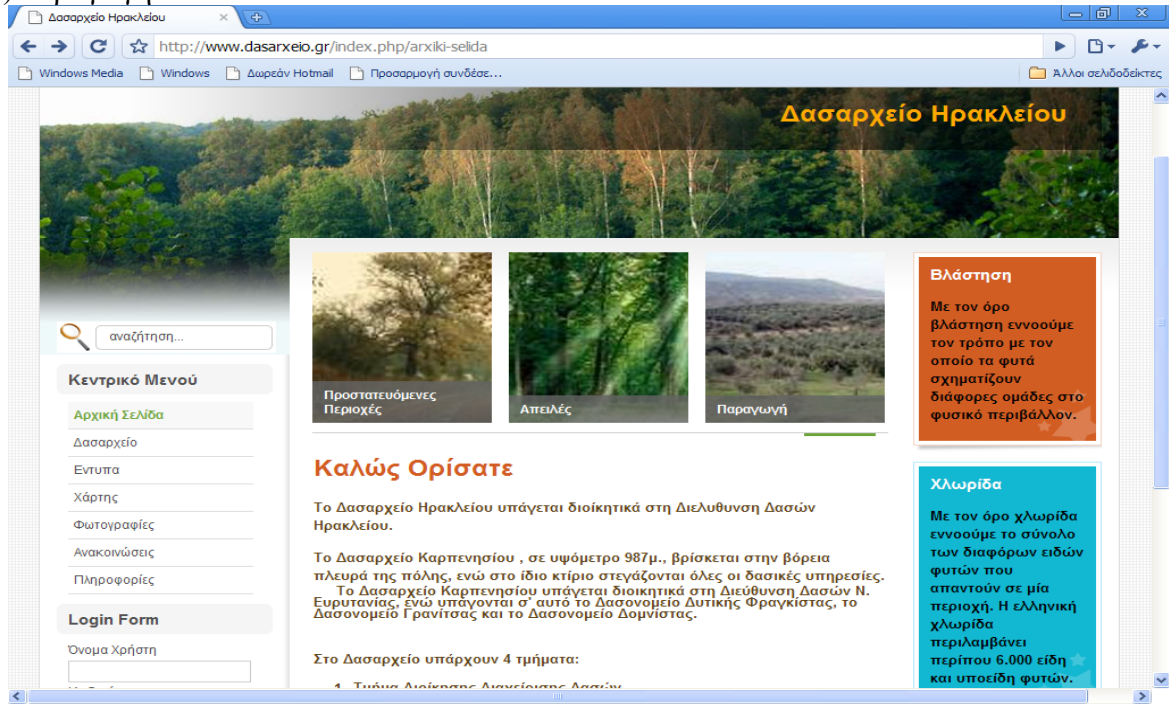 Δασαρχείο Ηρακλείου
http://www.dasarxeio.gr/index.php/arxiki-selida
Windows Media Windows Δωρεάν Hotmail Προσαρμογή συνδέσε... Άλλοι σελιδοδείκτες
Δασαρχείο Ηρακλείου
αναζήτηση...
Κεντρικό Μενού
Αρχική Σελίδα
Δασαρχείο
Εντυπα
Χάρτης
Φωτογραφίες
Ανακοινώσεις
Πληροφορίες
Login Form
Όνομα Χρήστη
Προστατευόμενες
Περιοχές
Απειλές
Παραγωγή
Καλώς Ορίσατε
Το Δασαρχείο Ηρακλείου υπάγεται διοίκητικά στη Διελυθυνση Δασών
Ηρακλείου.
Το Δασαρχείο Καρπενησίου , σε υψόμετρο 987μ., βρίσκεται στην βόρεια
πλευρά της πόλης, ενώ στο ίδιο κτίριο στεγάζονται όλες οι δασικές υπηρεσίες.
Το Δασαρχείο Καρπενησίου υπάγεται διοικητικά στη Διεύθυνση Δασών Ν.
Ευρυτανίας, ενώ υπάγονται σ' αυτό το Δασονομείο Δυτικής Φραγκίστας, το
Δασονομείο Γρανίτσας και το Δασονομείο Δομνίστας.
Στο Δασαρχείο υπάρχουν 4 τμήματα:
1. Τμήμα Διοίκησης Διαχείρισης Δασών
Βλάστηση
Με τον όρο
βλάστηση εννοούμε
τον τρόπο με τον
οποίο τα φυτά
σχηματίζουν
διάφορες ομάδες στο
φυσικό περιβάλλον.
Χλωρίδα
Με τον όρο χλωρίδα
εννοούμε το σύνολο
των διαφόρων ειδών
φυτών που
απαντούν σε μία
περιοχή. Η ελληνική
χλωρίδα
περιλαμβάνει
περίπου 6.000 είδη
και υποείδη φυτών.